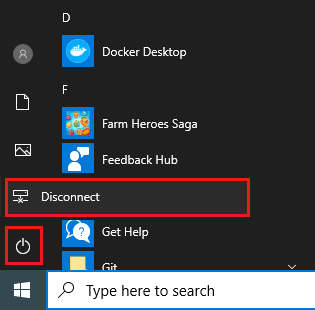 D
Docker Desktop
F
Farm Heroes Saga
Feedback Hub
Disconnect
Get Help
Git
Type here to search